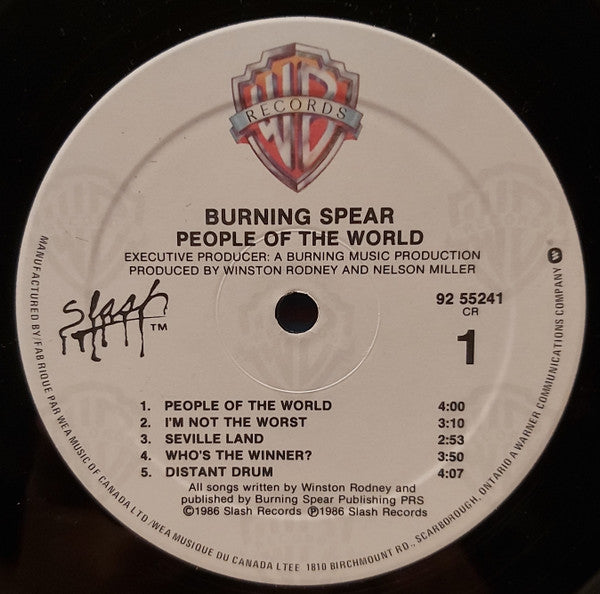 WB
RECORDS
BURNING SPEAR
PEOPLE OF THE WORLD
EXECUTIVE PRODUCER: A BURNING MUSIC PRODUCTION
PRODUCED BY WINSTON RODNEY AND NELSON MILLER
slash TM
92 55241
CR
1
1. PEOPLE OF THE WORLD 4:00
2. I'M NOT THE WORST 3:10
3. SEVILLE LAND 2:53
4. WHO'S THE WINNER? 3:50
5. DISTANT DRUM 4:07
All songs written by Winston Rodney and
published by Burning Spear Publishing PRS
©1986 Slash Records ℗1986 Slash Records
MANUFACTURED BY/FABRIQUE PAR WEA MUSIC OF CANADA LTD/WEA MUSIQUE DU CANADA LTEE 1810 BIRCHMOUNT RD., SCARBOROUGH, ONTARIO A WARNER COMMUNICATIONS COMPANY